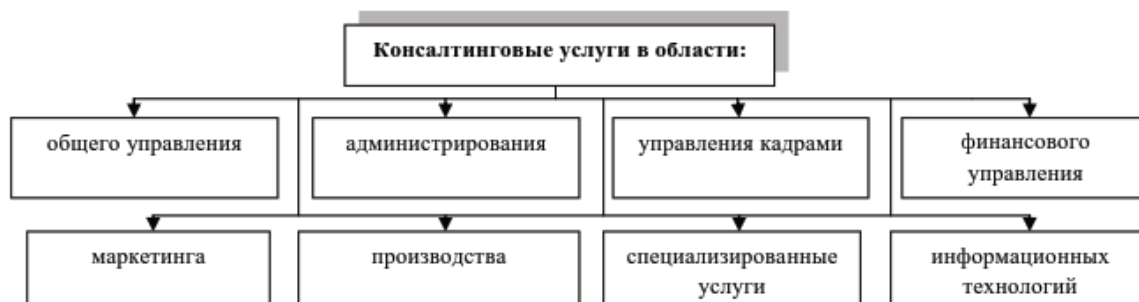 Консалтинговые услуги в области:
общего управления
администрирования
управления кадрами
финансового
управления
маркетинга
производства
специализированные
услуги
информационных
технологий